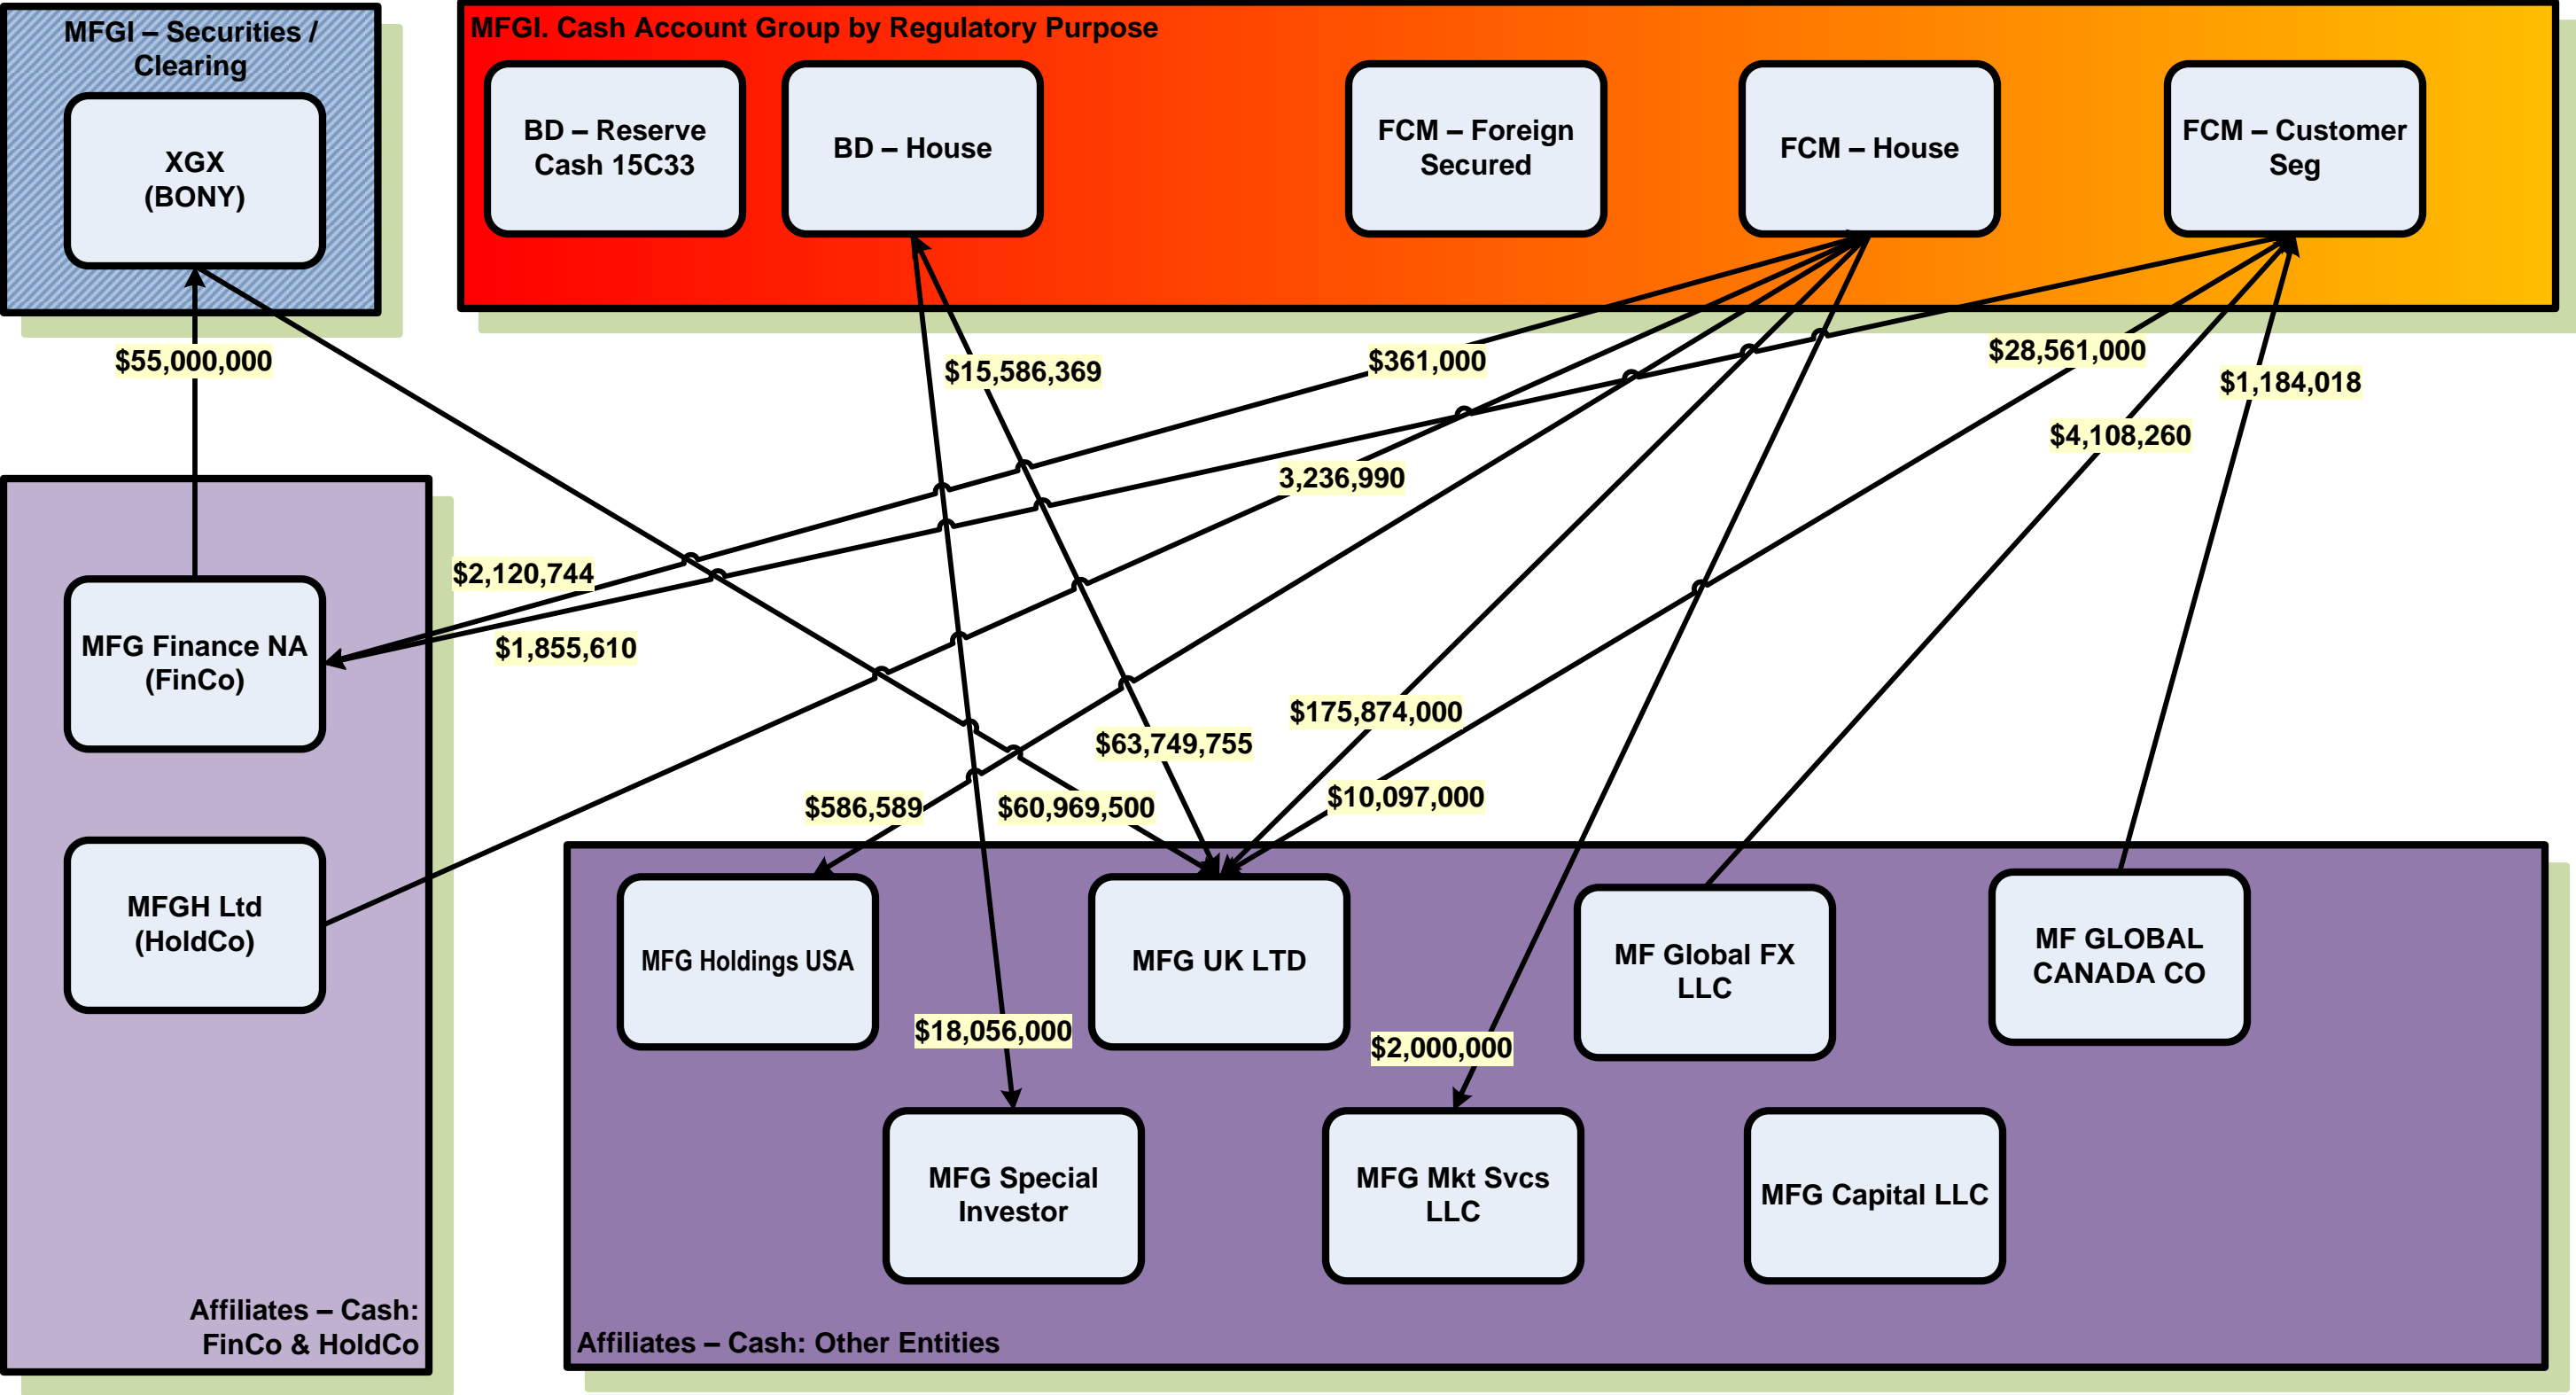 MFGI – Securities /
Clearing
XGX
(BONY)
MFGI. Cash Account Group by Regulatory Purpose
BD – Reserve
Cash 15C33
BD – House
FCM – Foreign
Secured
FCM – House
FCM – Customer
Seg
$55,000,000
$15,586,369
$361,000
$28,561,000
$1,184,018
$4,108,260
3,236,990
$2,120,744
$1,855,610
$175,874,000
$63,749,755
$10,097,000
$586,589
$60,969,500
MFG Finance NA
(FinCo)
MFGH Ltd
(HoldCo)
Affiliates – Cash:
FinCo & HoldCo
MFG Holdings USA
MFG UK LTD
MF Global FX
LLC
MF GLOBAL
CANADA CO
$18,056,000
$2,000,000
MFG Special
Investor
MFG Mkt Svcs
LLC
MFG Capital LLC
Affiliates – Cash: Other Entities